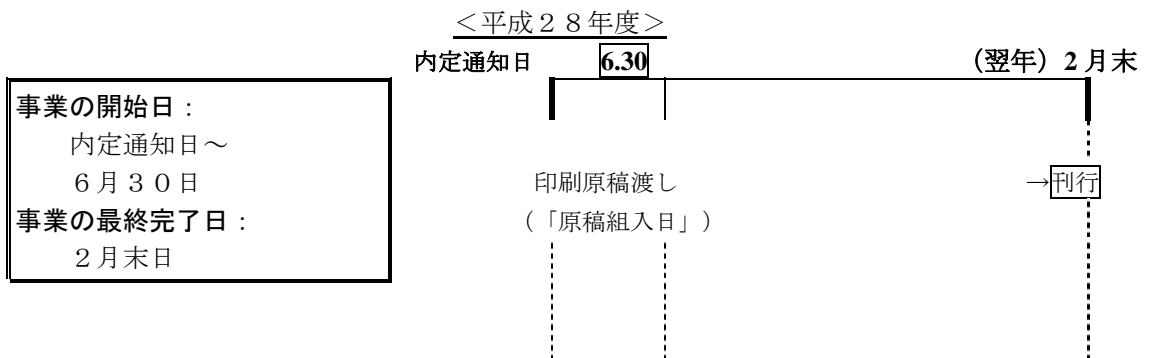 ＜平成２８年度＞
内定通知日 6.30 （翌年）2 月末
事業の開始日：
内定通知日～
６月３０日
事業の最終完了日：
２月末日
印刷原稿渡し →刊行
（「原稿組入日」）